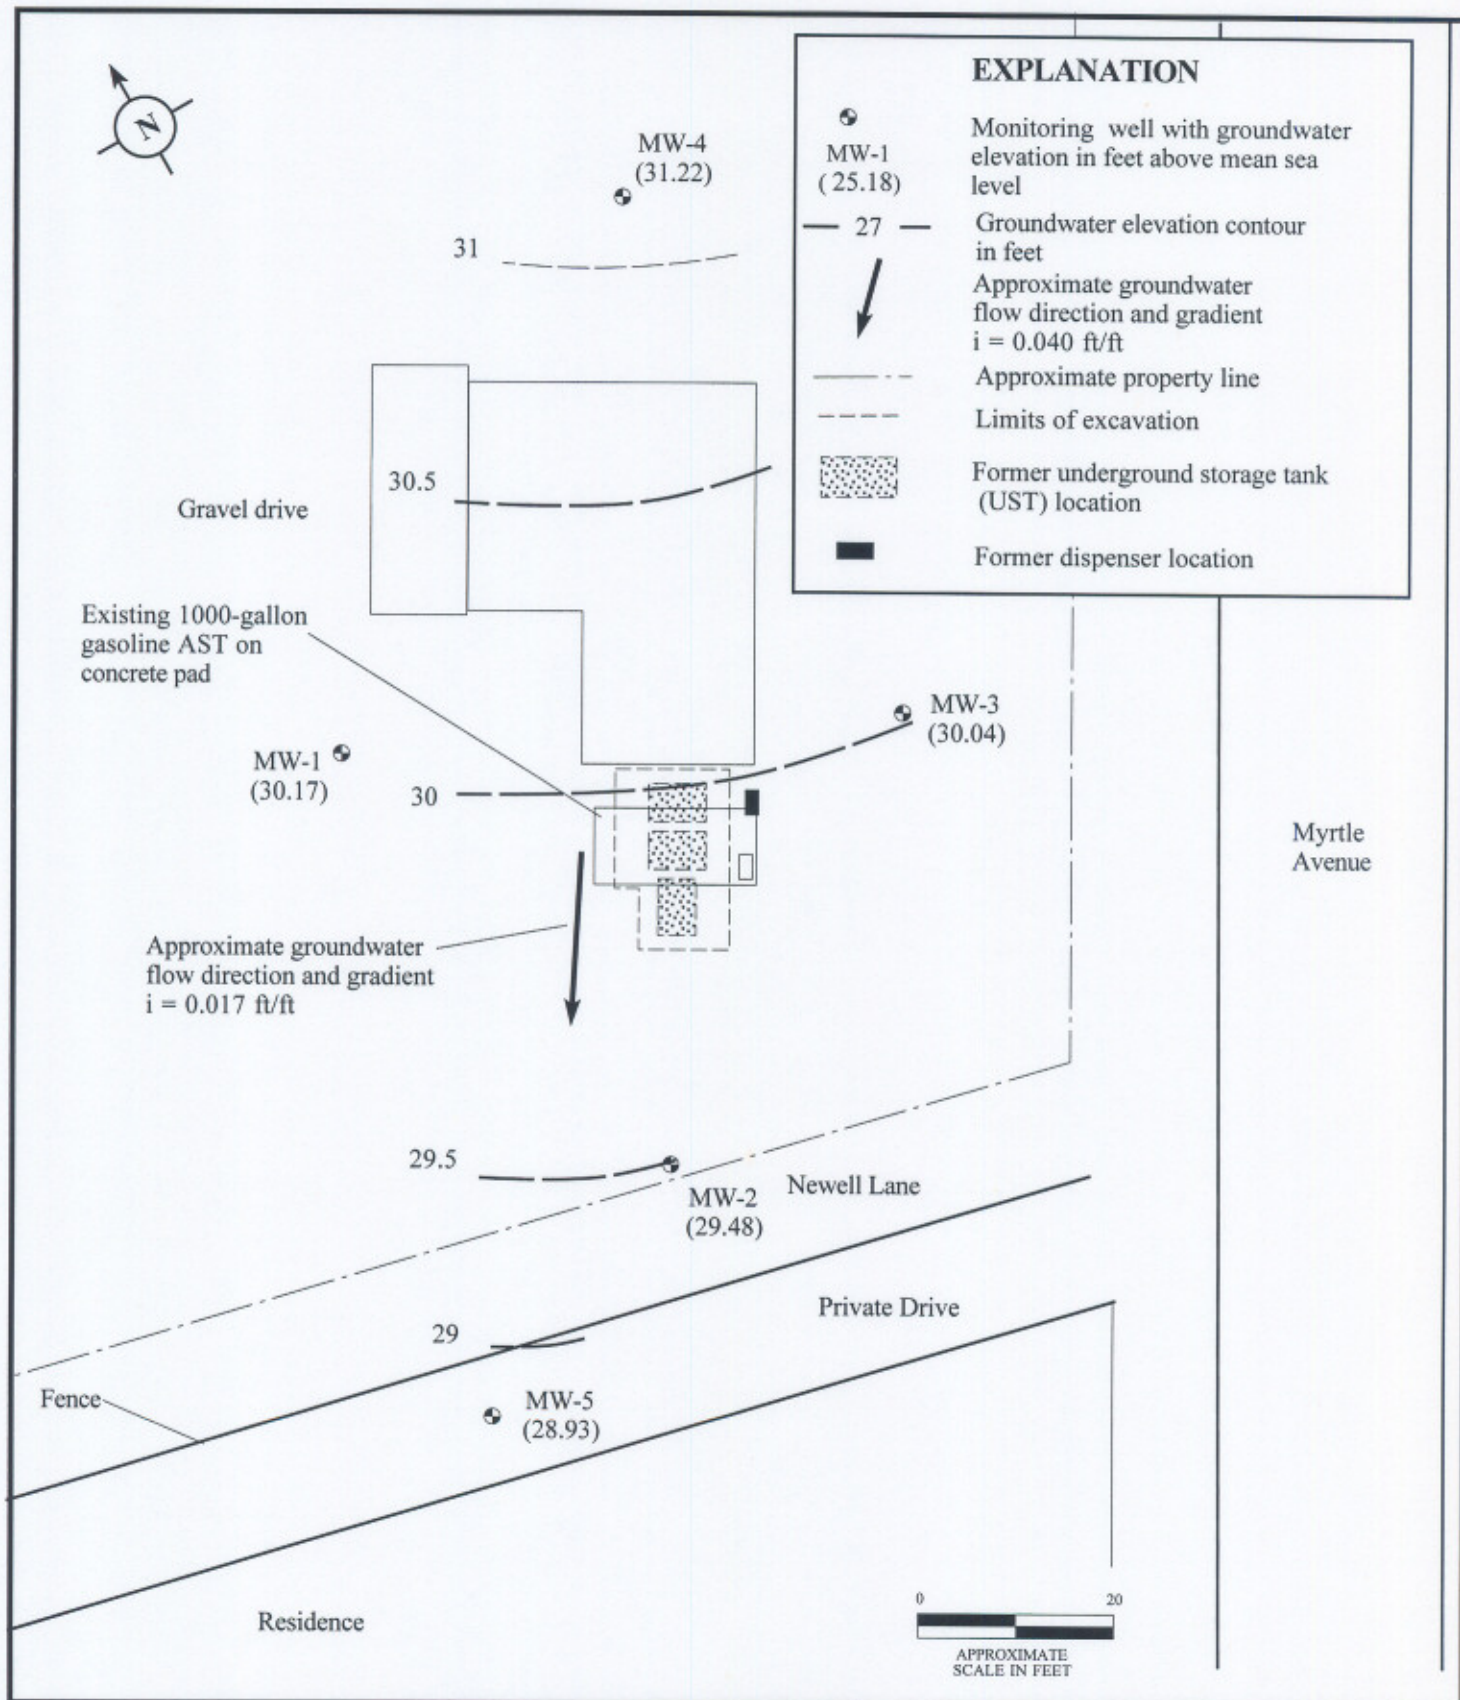 N
EXPLANATION
MW-1
( 25.18)
Monitoring well with groundwater
elevation in feet above mean sea
level
27
Groundwater elevation contour
in feet
Approximate groundwater
flow direction and gradient
i = 0.040 ft/ft
Approximate property line
Limits of excavation
Former underground storage tank
(UST) location
Former dispenser location
MW-4
(31.22)
31
30.5
Gravel drive
Existing 1000-gallon
gasoline AST on
concrete pad
MW-3
(30.04)
MW-1
(30.17)
30
Myrtle
Avenue
Approximate groundwater
flow direction and gradient
i = 0.017 ft/ft
29.5
MW-2
(29.48)
Newell Lane
Private Drive
29
Fence
MW-5
(28.93)
Residence
0 20
APPROXIMATE
SCALE IN FEET